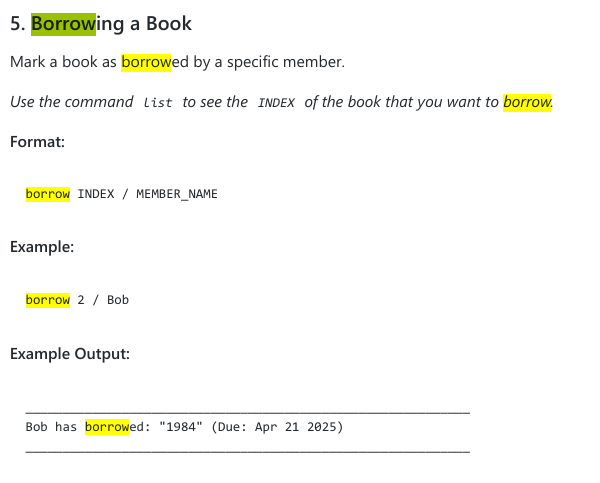 5. Borrowing a Book
Mark a book as borrowed by a specific member.
Use the command list to see the INDEX of the book that you want to borrow.
Format:
borrow INDEX / MEMBER_NAME
Example:
borrow 2 / Bob
Example Output:
____________________________________________________________
Bob has borrowed: "1984" (Due: Apr 21 2025)
____________________________________________________________